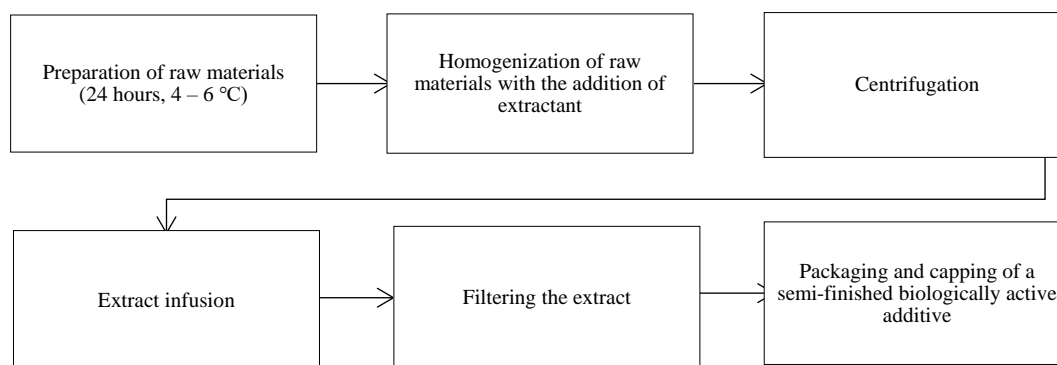 Preparation of raw materials
(24 hours, 4 – 6 ℃)
Homogenization of raw
materials with the addition of
extractant
Centrifugation
Extract infusion
Filtering the extract
Packaging and capping of a
semi-finished biologically active
additive